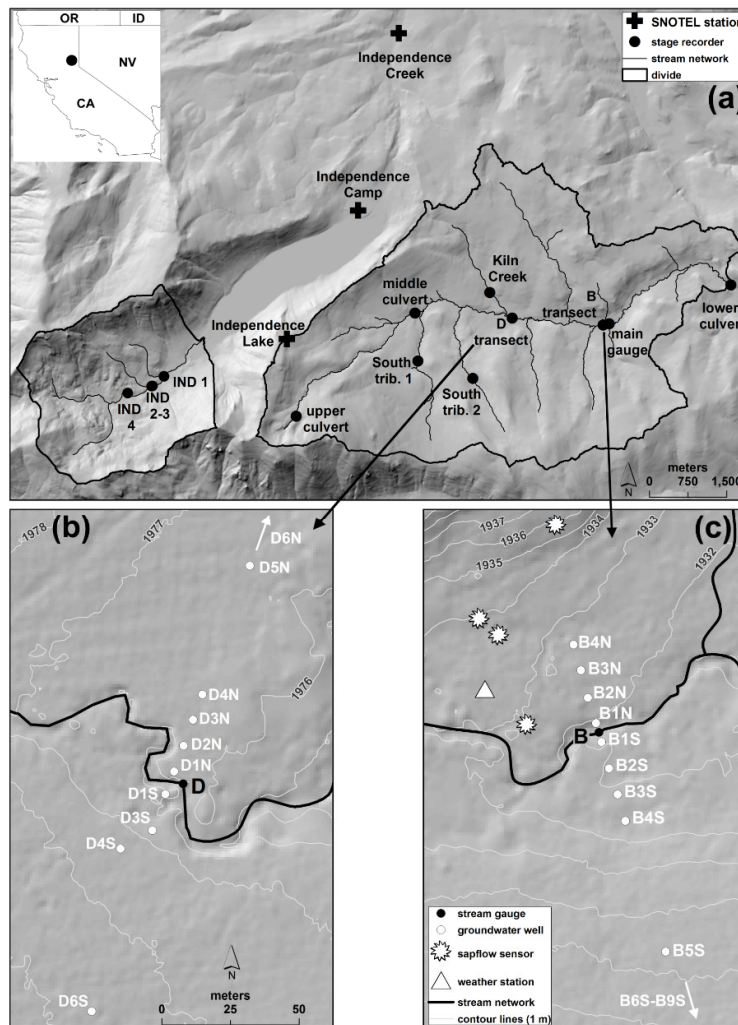 OR
ID
NV
CA
SNOTEL station
stage recorder
stream network
divide
(a)
Independence
Creek
Independence
Camp
Independence
Lake
Kiln
Creek
middle culvert
D
transect
B
transect
main
gauge
lower
culvert
South
trib. 1
South
trib. 2
upper
culvert
IND 1
IND
2-3
IND
4
meters
0 750 1,500
N
(b)
1978
1977
1976
D6N
D5N
D4N
D3N
D2N
D1N
D
D1S
D3S
D4S
D6S
N
meters
0 25 50
(c)
1937
1936
1935
1934
1933
1932
B4N
B3N
B2N
B1N
B
B1S
B2S
B3S
B4S
B5S
B6S-B9S
stream gauge
groundwater well
sapflow sensor
weather station
stream network
contour lines (1 m)